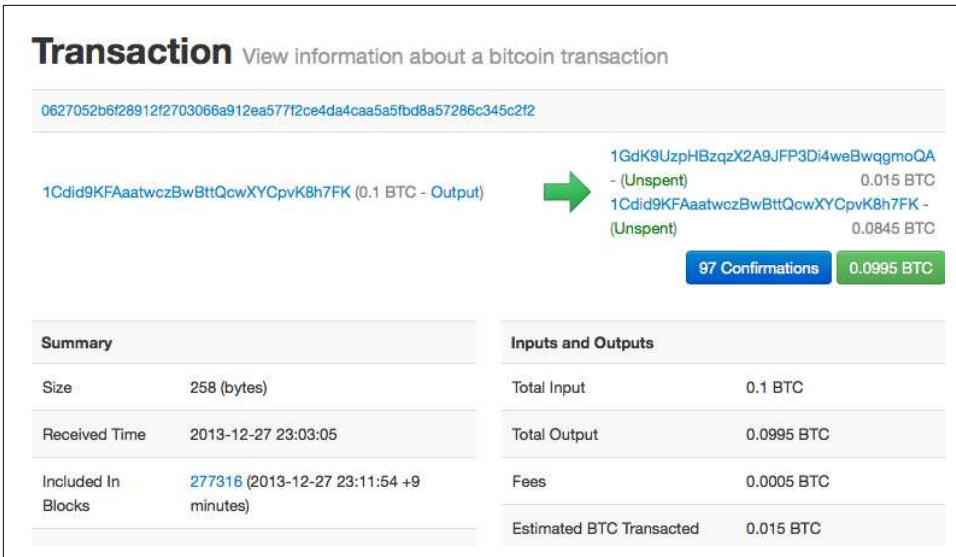 Transaction View information about a bitcoin transaction
0627052b6f28912f2703066a912ea577f2ce4da4caa5a5fbd8a57286c345c2f2
1Cdid9KFAaatwczBwBttQcwXYCpvK8h7FK (0.1 BTC - Output)
1GdK9UzpHBzqzX2A9JFP3Di4weBwqgmoQA
- (Unspent) 0.015 BTC
1Cdid9KFAaatwczBwBttQcwXYCpvK8h7FK -
(Unspent) 0.0845 BTC
97 Confirmations 0.0995 BTC
Summary
Size 258 (bytes)
Received Time 2013-12-27 23:03:05
Included In 277316 (2013-12-27 23:11:54 +9
Blocks minutes)
Inputs and Outputs
Total Input 0.1 BTC
Total Output 0.0995 BTC
Fees 0.0005 BTC
Estimated BTC Transacted 0.015 BTC